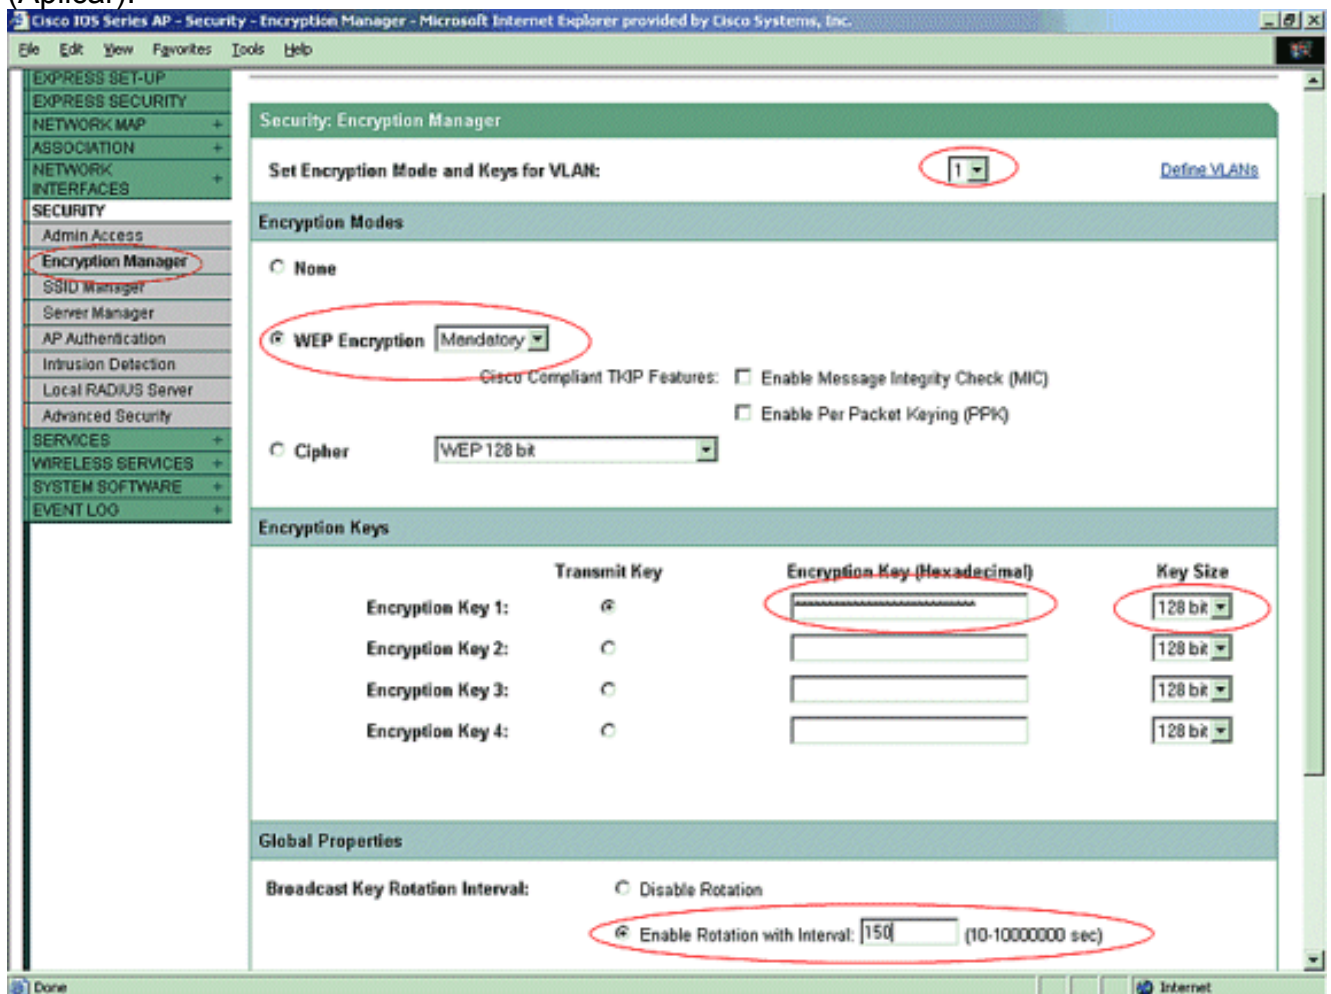 (Aplicar).
Cisco IOS Series AP - Security - Encryption Manager - Microsoft Internet Explorer provided by Cisco Systems, Inc.
File Edit View Favorites Tools Help
EXPRESS SET-UP
EXPRESS SECURITY
NETWORK MAP +
ASSOCIATION +
NETWORK INTERFACES +
SECURITY
Admin Access
Encryption Manager
SSID Manager
Server Manager
AP Authentication
Intrusion Detection
Local RADIUS Server
Advanced Security
SERVICES +
WIRELESS SERVICES +
SYSTEM SOFTWARE +
EVENT LOG +
Security: Encryption Manager
Set Encryption Mode and Keys for VLAN: 1 Define VLANs
Encryption Modes
None
WEP Encryption Mandatory
Cisco Compliant TKIP Features: Enable Message Integrity Check (MIC)
Enable Per Packet Keying (PPK)
Cipher WEP 128 bit
Encryption Keys
Transmit Key Encryption Key (Hexadecimal) Key Size
Encryption Key 1: 128 bit
Encryption Key 2: 128 bit
Encryption Key 3: 128 bit
Encryption Key 4: 128 bit
Global Properties
Broadcast Key Rotation Interval: Disable Rotation
Enable Rotation with Interval: 150 (10-10000000 sec)
Done Internet